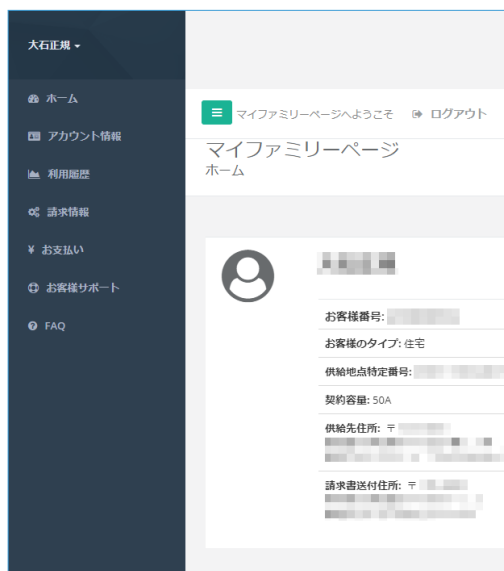 大石正規
ホーム
アカウント情報
利用履歴
請求情報
¥ お支払い
お客様サポート
FAQ
マイファミリーページへようこそ ログアウト
マイファミリーページ
ホーム
お客様番号:
お客様のタイプ: 住宅
供給地点特定番号:
契約容量: 50A
供給先住所: 〒
請求書送付住所: 〒